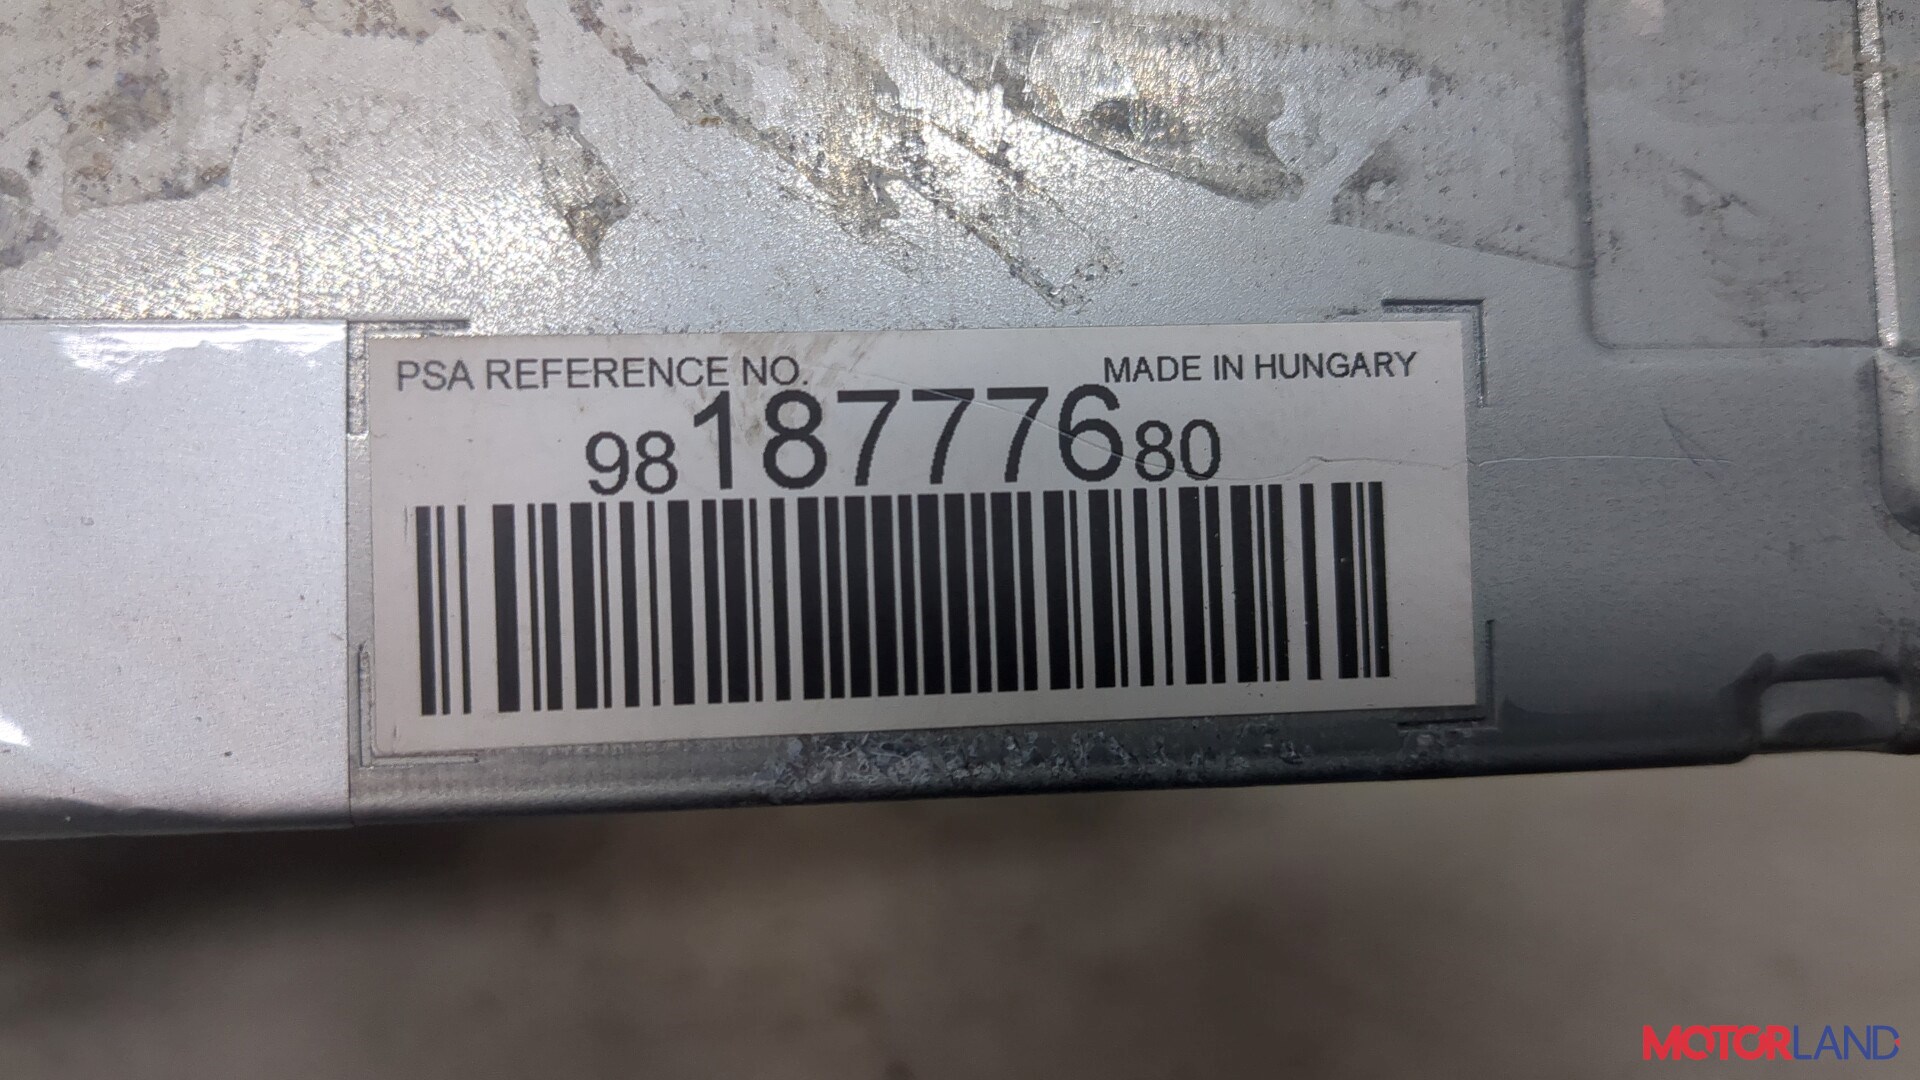 PSA REFERENCE NO. MADE IN HUNGARY
9818777680
MOTORLAND